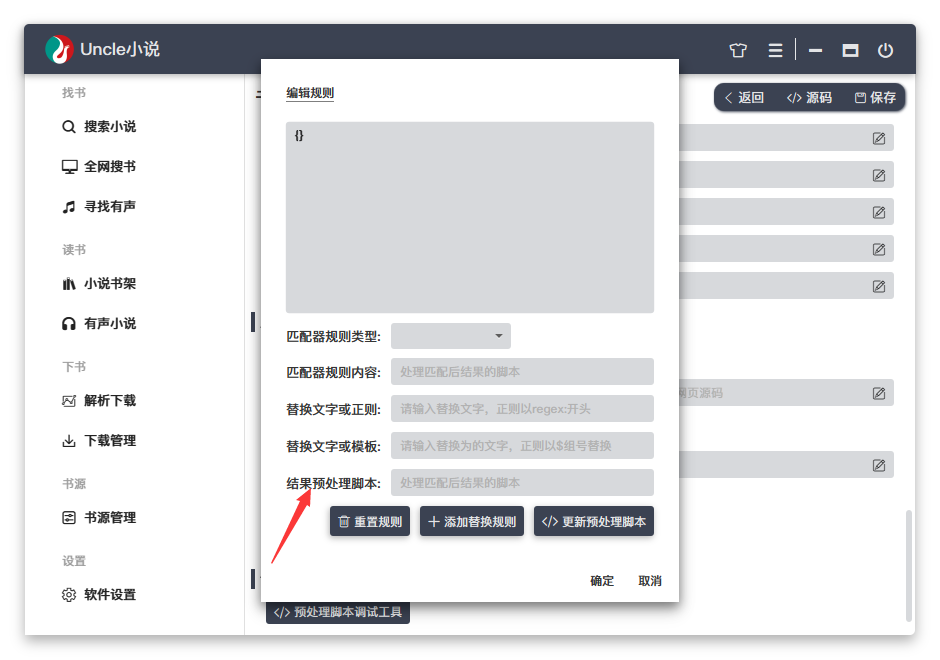 Uncle小说
找书
搜索小说
全网搜书
寻找有声
读书
小说书架
有声小说
下书
解析下载
下载管理
书源
书源管理
设置
软件设置
返回
</> 源码
保存
编辑规则
{}
匹配器规则类型:
匹配器规则内容: 处理匹配后结果的脚本
替换文字或正则: 请输入替换文字，正则以regex:开头
替换文字或模板: 请输入替换为的文字，正则以$组号替换
结果预处理脚本: 处理匹配后结果的脚本
重置规则
添加替换规则
</> 更新预处理脚本
确定
取消
网页源码
</> 预处理脚本调试工具